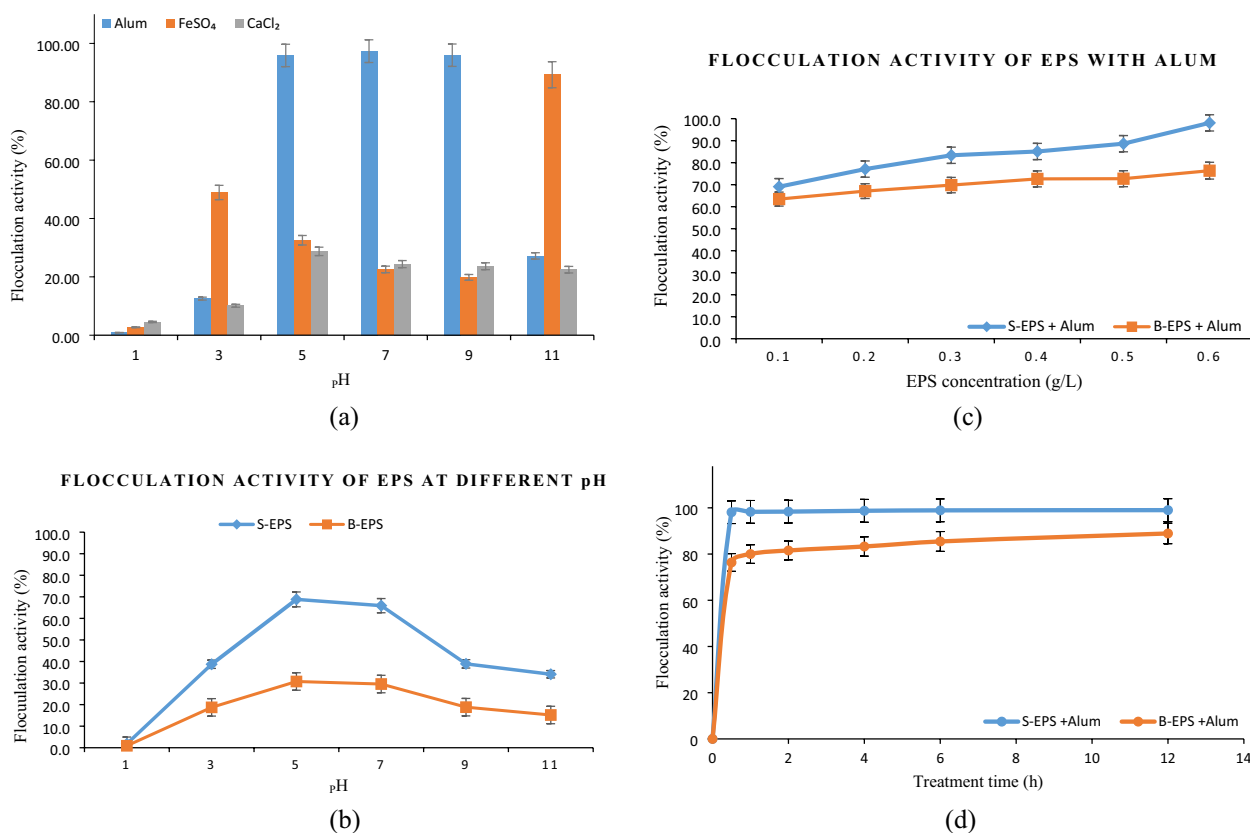 Alum FeSO₄ CaCl₂
100.00
80.00
60.00
40.00
20.00
0.00
Flocculation activity (%)
1 3 5 7 9 11
pH
(a)
FLOCCULATION ACTIVITY OF EPS WITH ALUM
100.0
90.0
80.0
70.0
60.0
50.0
40.0
30.0
20.0
10.0
0.0
Flocculation activity (%)
S-EPS + Alum B-EPS + Alum
0.1 0.2 0.3 0.4 0.5 0.6
EPS concentration (g/L)
(c)
FLOCCULATION ACTIVITY OF EPS AT DIFFERENT pH
S-EPS B-EPS
100.0
90.0
80.0
70.0
60.0
50.0
40.0
30.0
20.0
10.0
0.0
Flocculation activity (%)
1 3 5 7 9 11
pH
(b)
100
80
60
40
20
0
Flocculation activity (%)
S-EPS +Alum B-EPS +Alum
0 2 4 6 8 10 12 14
Treatment time (h)
(d)